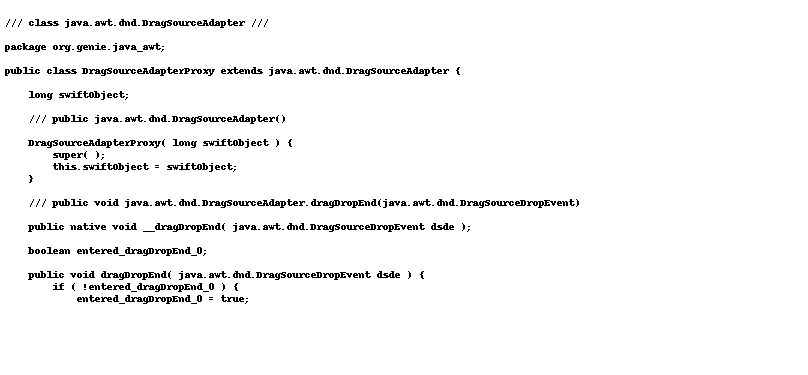 /// class java.awt.dnd.DragSourceAdapter ///
package org.genie.java_awt;
public class DragSourceAdapterProxy extends java.awt.dnd.DragSourceAdapter {
long swiftObject;
/// public java.awt.dnd.DragSourceAdapter()
DragSourceAdapterProxy( long swiftObject ) {
super( );
this.swiftObject = swiftObject;
}
/// public void java.awt.dnd.DragSourceAdapter.dragDropEnd(java.awt.dnd.DragSourceDropEvent)
public native void __dragDropEnd( java.awt.dnd.DragSourceDropEvent dsde );
boolean entered_dragDropEnd_0;
public void dragDropEnd( java.awt.dnd.DragSourceDropEvent dsde ) {
if ( !entered_dragDropEnd_0 ) {
entered_dragDropEnd_0 = true;